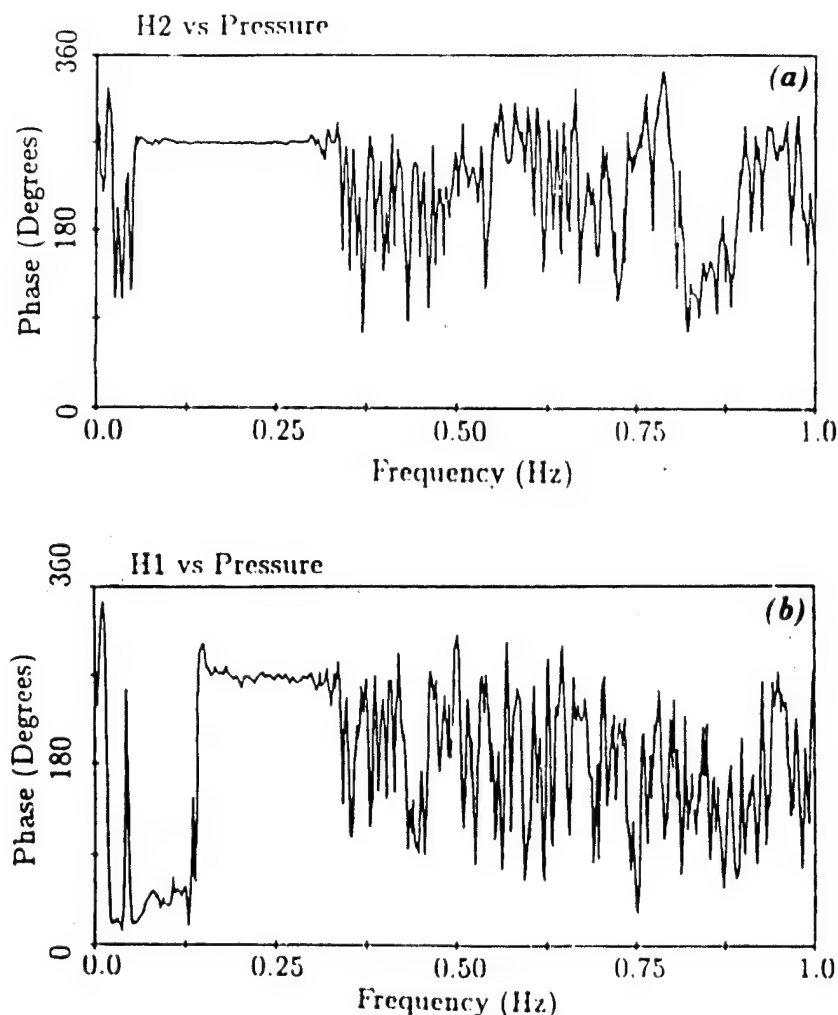 H2 vs Pressure
(a)
360
180
0
Phase (Degrees)
0.0 0.25 0.50 0.75 1.0
Frequency (Hz)
H1 vs Pressure
(b)
360
180
0
Phase (Degrees)
0.0 0.25 0.50 0.75 1.0
Frequency (Hz)